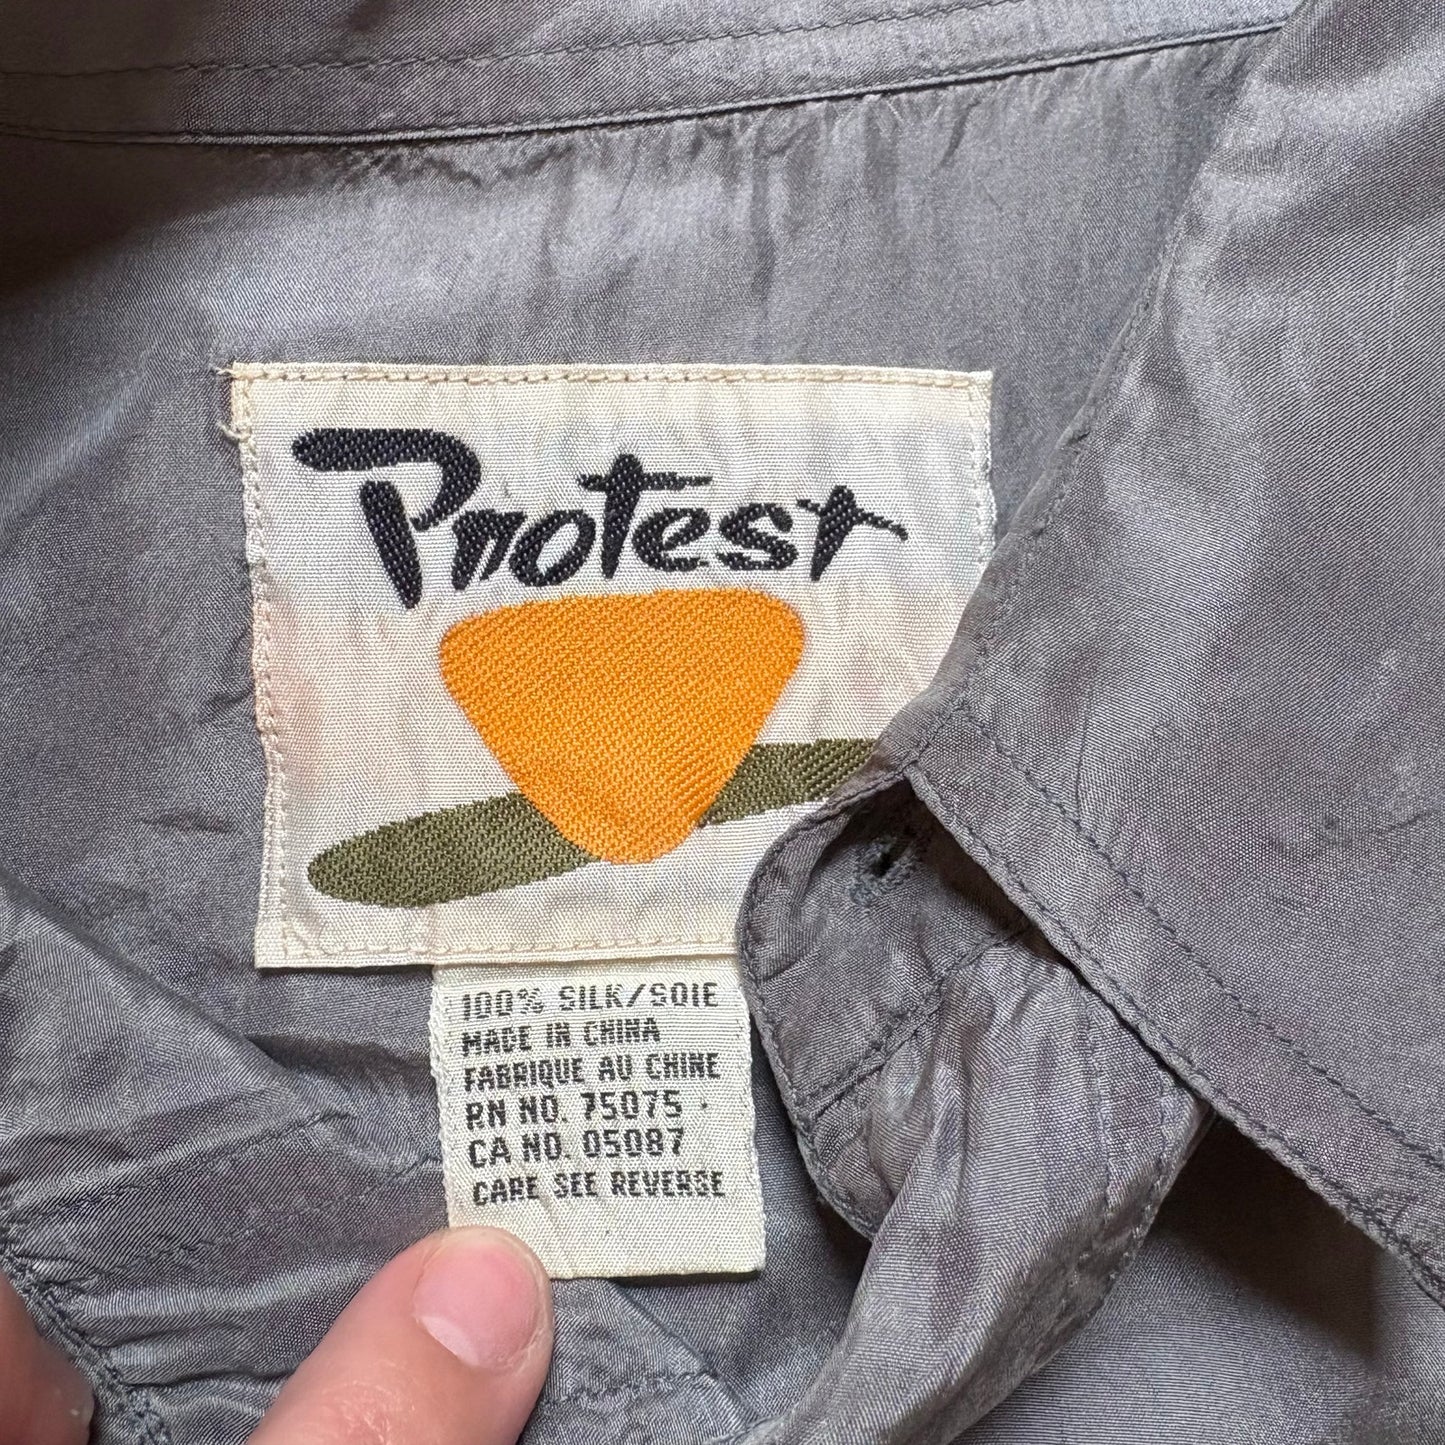 Protest
100% SILK/SOIE
MADE IN CHINA
FABRIQUE AU CHINE
RN NO. 75075
CA NO. 05087
CARE SEE REVERSE